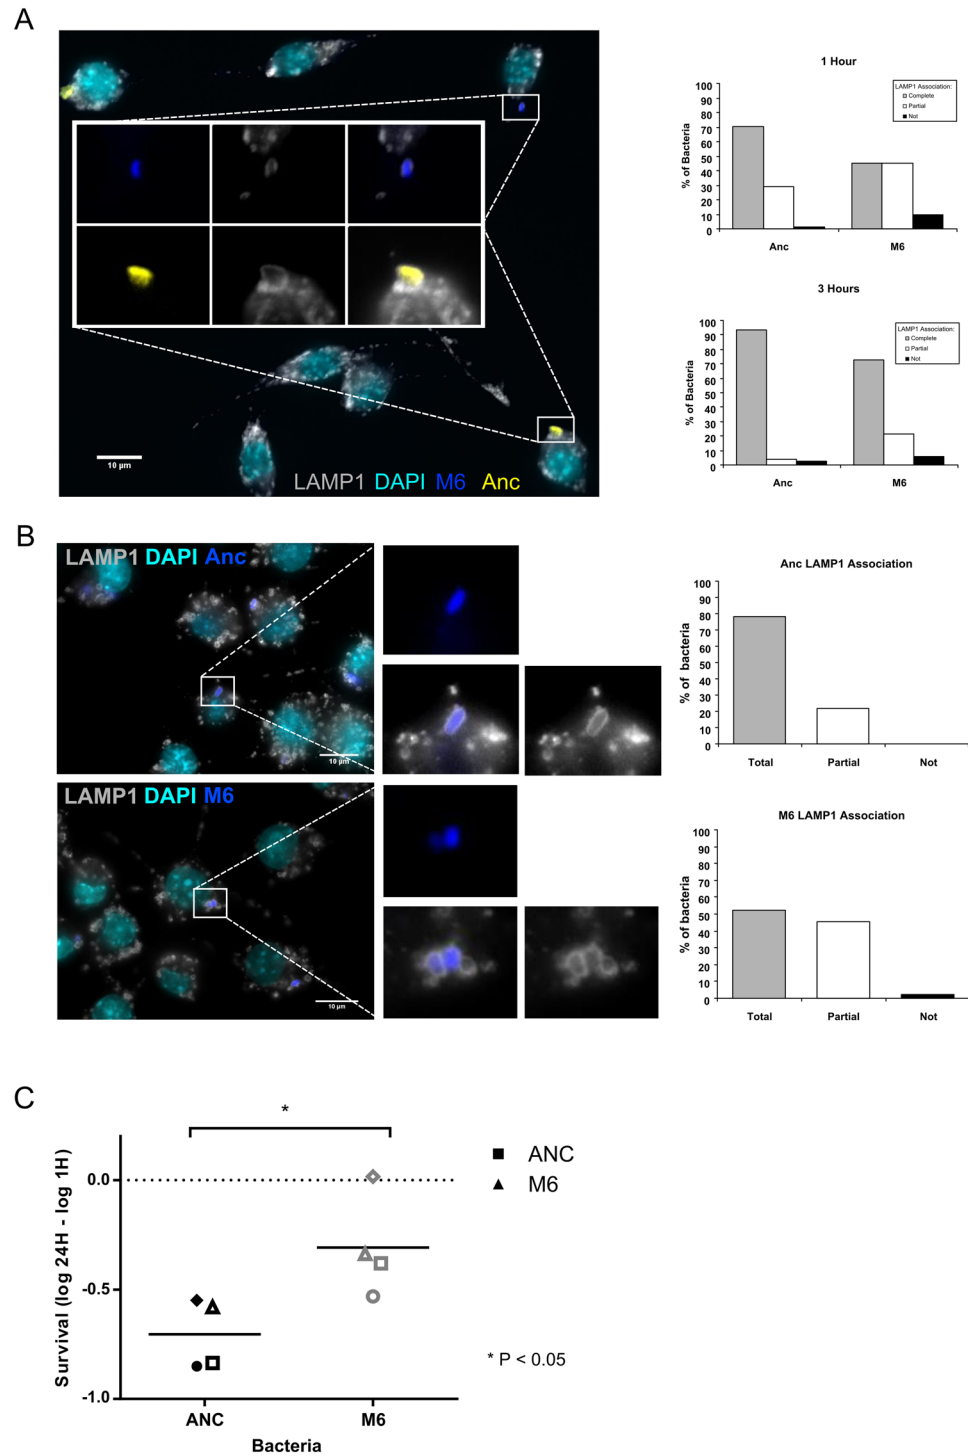 A
10 µm
LAMP1 DAPI M6 Anc
1 Hour
LAMP1 Association:
Complete
Partial
Not
% of Bacteria
100
90
80
70
60
50
40
30
20
10
0
Anc M6
3 Hours
LAMP1 Association:
Complete
Partial
Not
% of Bacteria
100
90
80
70
60
50
40
30
20
10
0
Anc M6
B
LAMP1 DAPI Anc
10 µm
LAMP1 DAPI M6
10 µm
Anc LAMP1 Association
% of bacteria
100
90
80
70
60
50
40
30
20
10
0
Total Partial Not
M6 LAMP1 Association
% of bacteria
100
90
80
70
60
50
40
30
20
10
0
Total Partial Not
C
*
Survival (log 24H - log 1H)
0.0
-0.5
-1.0
ANC M6
Bacteria
ANC
M6
* P < 0.05